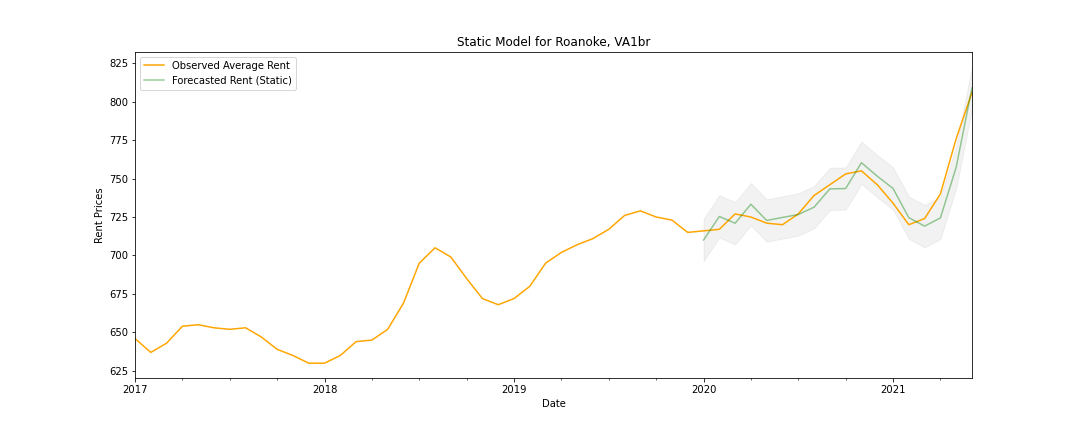 Static Model for Roanoke, VA1br
Observed Average Rent
Forecasted Rent (Static)
Rent Prices
825
800
775
750
725
700
675
650
625
2017
2018
2019
2020
2021
Date